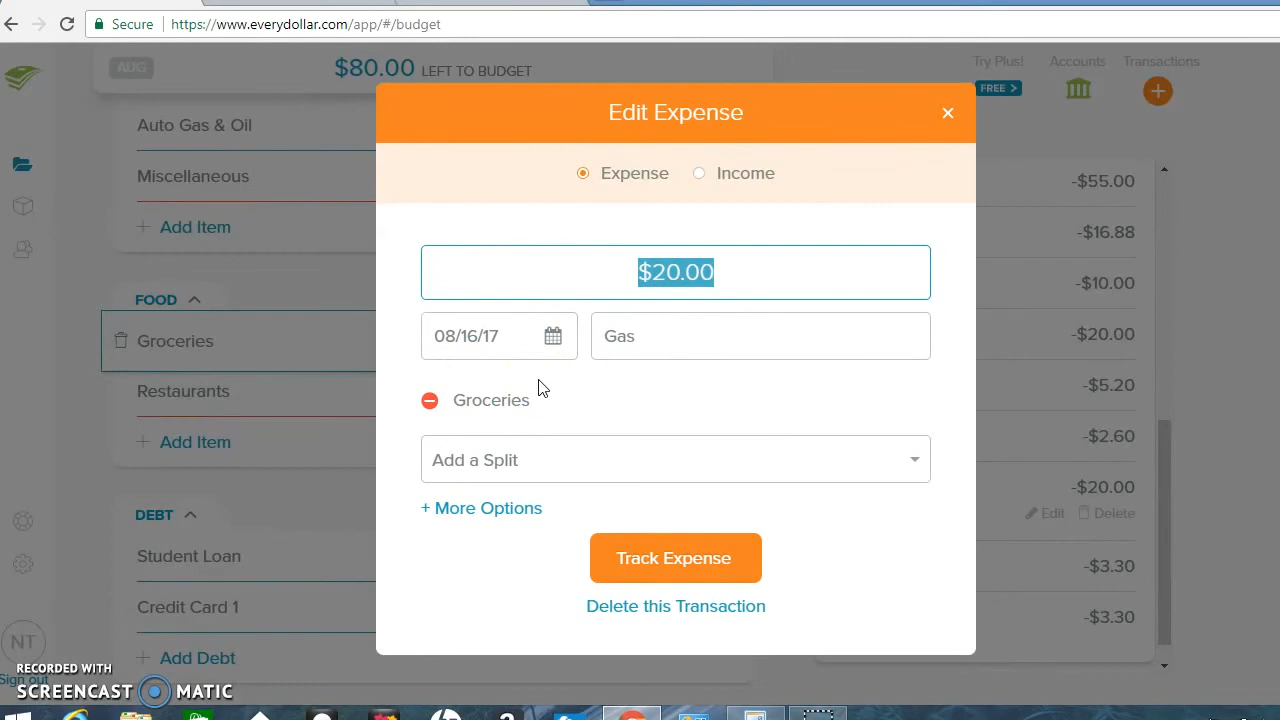 Secure https://www.everydollar.com/app/#/budget
AUG $80.00 LEFT TO BUDGET
Try Plus! Accounts Transactions
FREE >
Auto Gas & Oil
Miscellaneous
+ Add Item
FOOD
Groceries
Restaurants
+ Add Item
DEBT
Student Loan
Credit Card 1
+ Add Debt
NT
Sign out
Edit Expense ×
Expense Income
$20.00
08/16/17 Gas
Groceries
Add a Split
+ More Options
Track Expense
Delete this Transaction
-$55.00
-$16.88
-$10.00
-$20.00
-$5.20
-$2.60
-$20.00
Edit Delete
-$3.30
-$3.30
RECORDED WITH
SCREENCAST MATIC